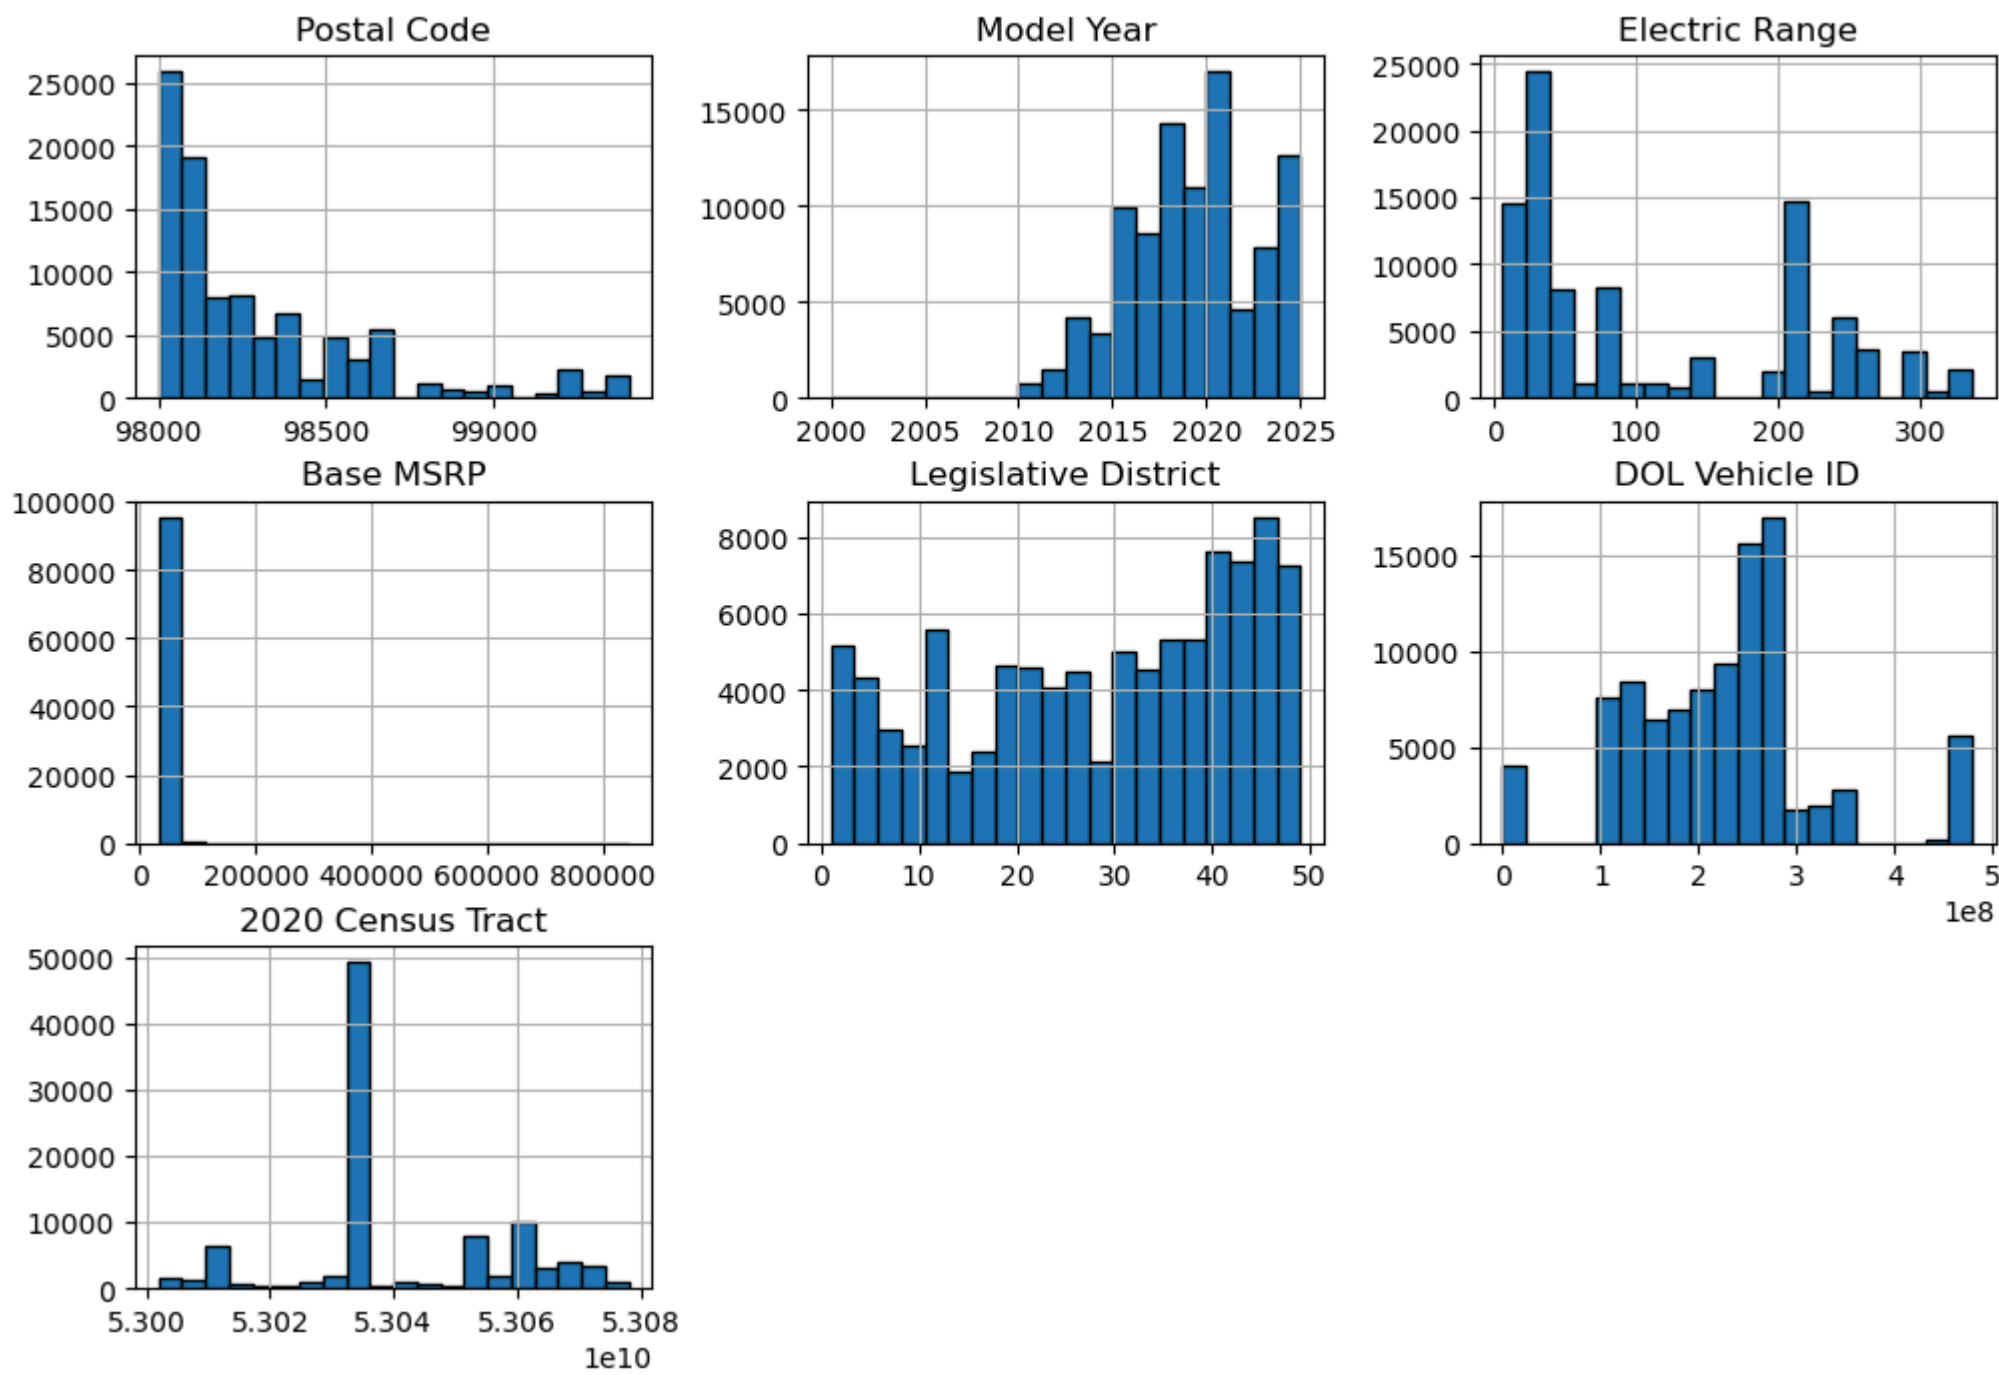 Postal Code
25000
20000
15000
10000
5000
0
98000 98500 99000
Model Year
15000
10000
5000
0
2000 2005 2010 2015 2020 2025
Electric Range
25000
20000
15000
10000
5000
0
0 100 200 300
Base MSRP
100000
80000
60000
40000
20000
0
0 200000 400000 600000 800000
Legislative District
8000
6000
4000
2000
0
0 10 20 30 40 50
DOL Vehicle ID
15000
10000
5000
0
0 1 2 3 4 5
1e8
2020 Census Tract
50000
40000
30000
20000
10000
0
5.300 5.302 5.304 5.306 5.308
1e10